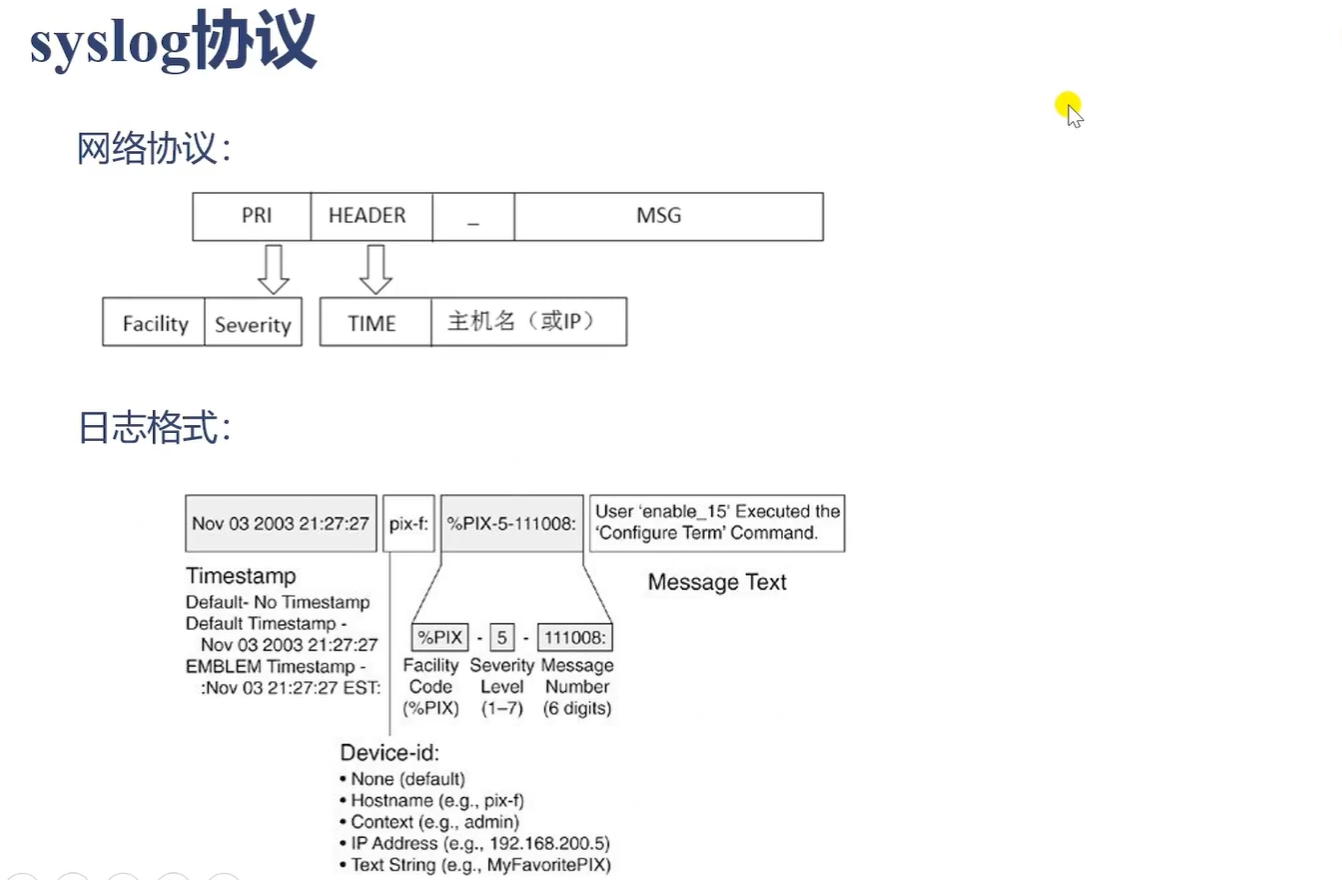 syslog协议
网络协议：
PRI HEADER _ MSG
Facility Severity TIME 主机名（或IP）
日志格式：
Nov 03 2003 21:27:27 pix-f: %PIX-5-111008: User ‘enable_15’ Executed the
‘Configure Term’ Command.
Timestamp
Default- No Timestamp
Default Timestamp -
Nov 03 2003 21:27:27
EMBLEM Timestamp -
:Nov 03 21:27:27 EST:
Message Text
%PIX - 5 - 111008:
Facility Severity Message
Code Level Number
(%PIX) (1–7) (6 digits)
Device-id:
• None (default)
• Hostname (e.g., pix-f)
• Context (e.g., admin)
• IP Address (e.g., 192.168.200.5)
• Text String (e.g., MyFavoritePIX)